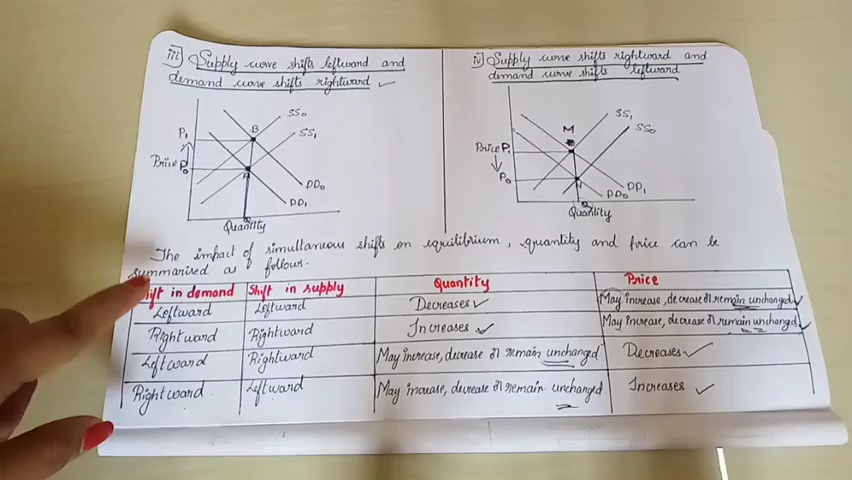 iii] Supply curve shifts leftward and
demand curve shifts rightward
SS0
SS1
B
P1
Price P0
A
DD0
DD1
Q
Quantity
iv] Supply curve shifts rightward and
demand curve shifts leftward
SS1
SS0
M
Price P1
P0
N
DD1
DD0
Q
Quantity
The impact of simultaneous shifts on equilibrium, quantity and price can be
summarised as follows.
Shift in demand Shift in supply Quantity Price
Leftward Leftward Decreases May increase, decrease or remain unchanged
Rightward Rightward Increases May increase, decrease or remain unchanged
Leftward Rightward May increase, decrease or remain unchanged Decreases
Rightward Leftward May increase, decrease or remain unchanged Increases